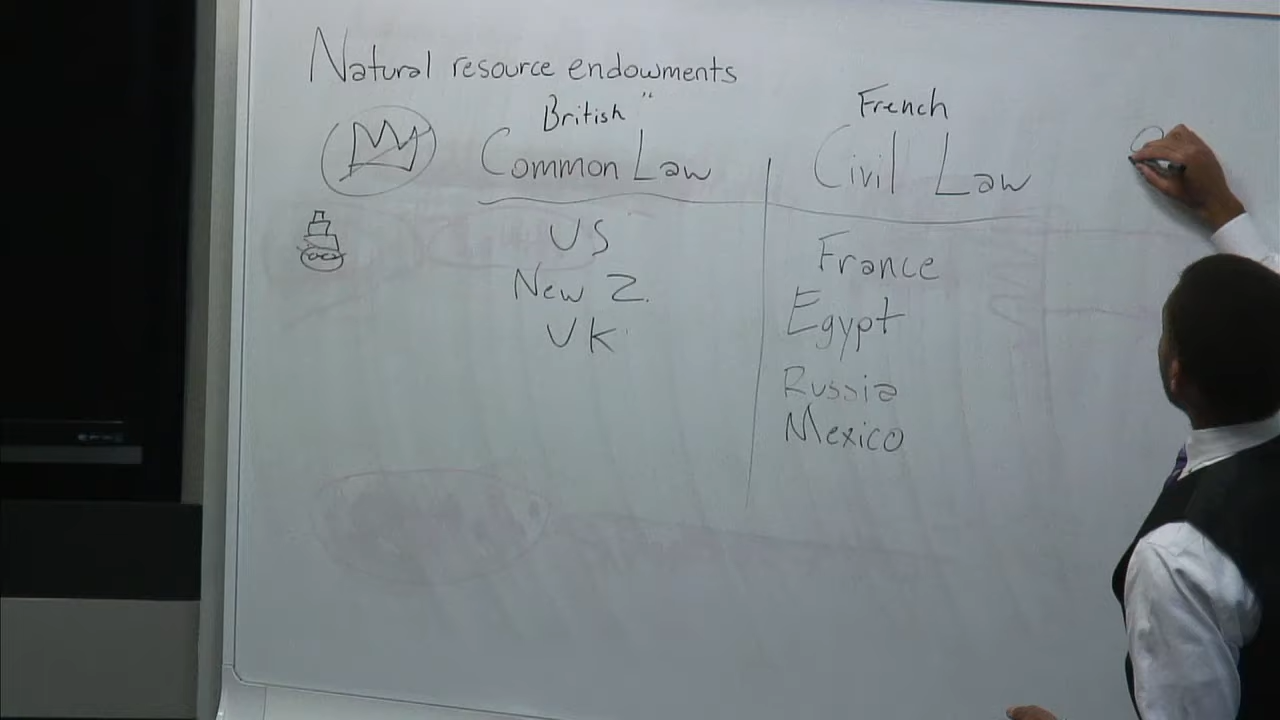 Natural resource endowments
British"
French
Common Law
Civil Law
US
New Z.
UK
France
Egypt
Russia
Mexico